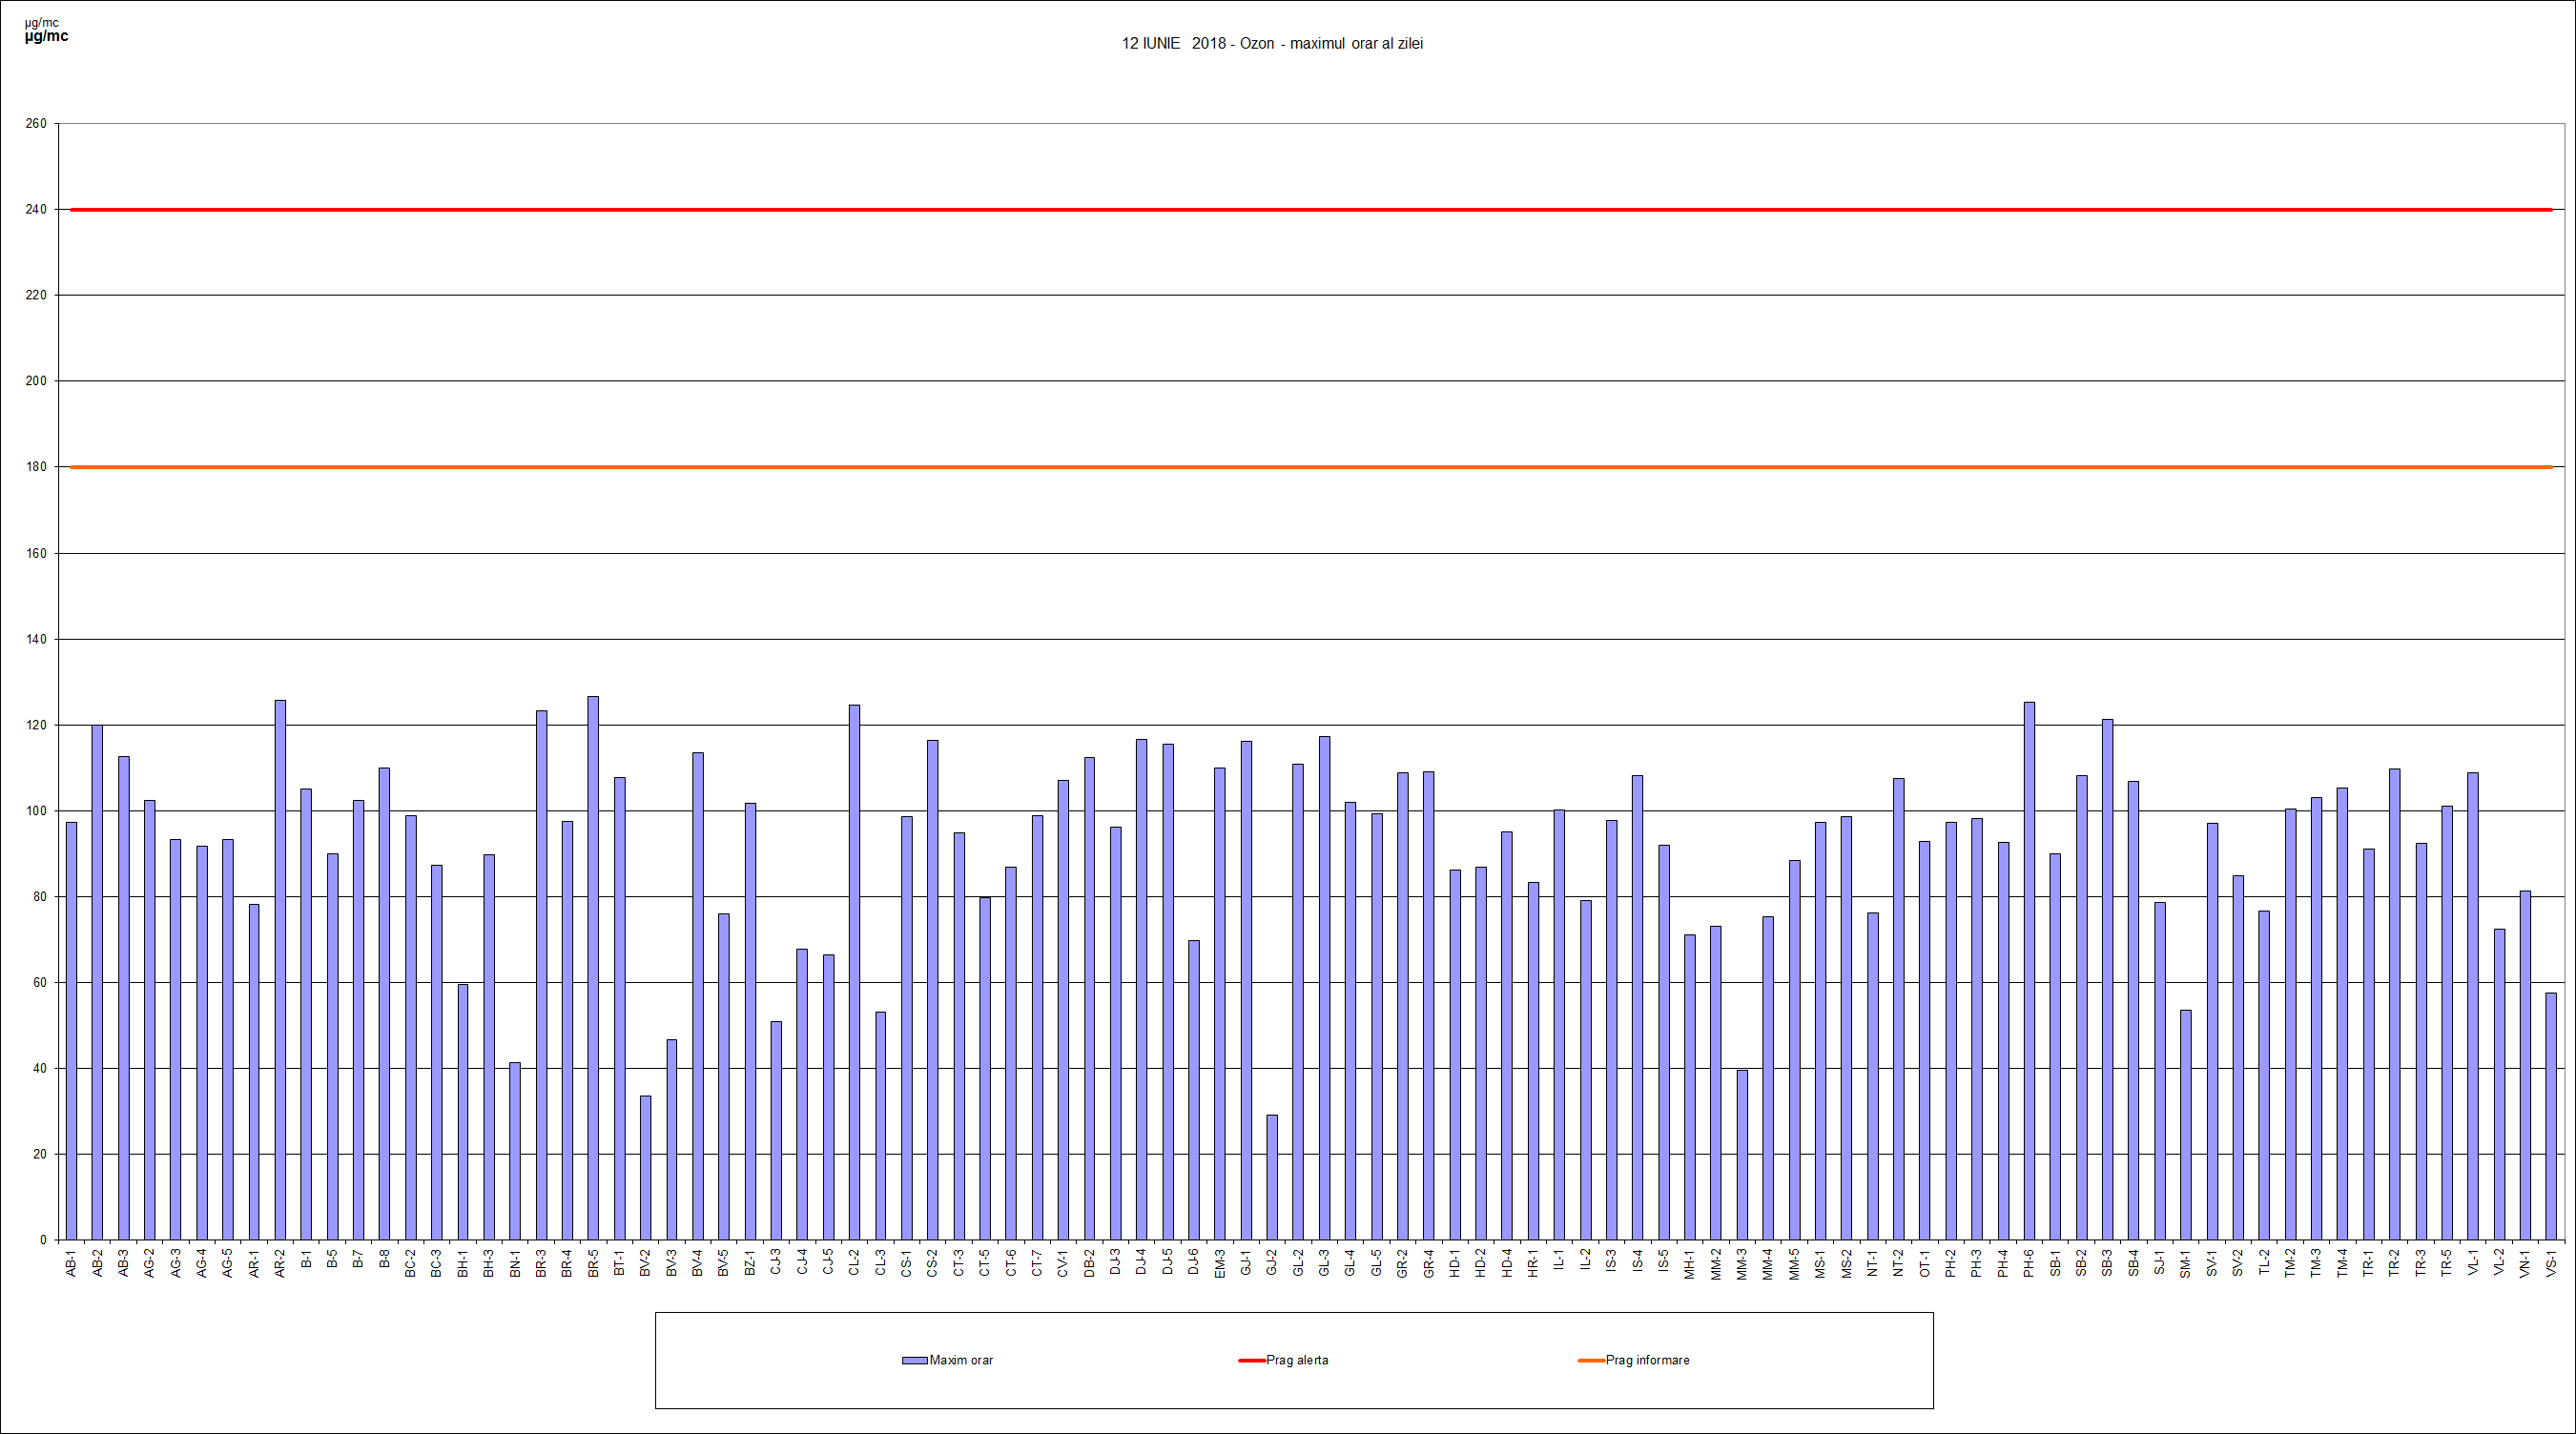 µg/mc
µg/mc
12 IUNIE 2018 - Ozon - maximul orar al zilei
260
240
220
200
180
160
140
120
100
80
60
40
20
0
AB-1 AB-2 AB-3 AG-2 AG-3 AG-4 AG-5 AR-1 AR-2 B-1 B-5 B-7 B-8 BC-2 BC-3 BH-1 BH-3 BN-1 BR-3 BR-4 BR-5 BT-1 BV-2 BV-3 BV-4 BV-5 BZ-1 CJ-3 CJ-4 CJ-5 CL-2 CL-3 CS-1 CS-2 CT-3 CT-5 CT-6 CT-7 CV-1 DB-2 DJ-3 DJ-4 DJ-5 DJ-6 EM-3 GJ-1 GJ-2 GL-2 GL-3 GL-4 GL-5 GR-2 GR-4 HD-1 HD-2 HD-4 HR-1 IL-1 IL-2 IS-3 IS-4 IS-5 MH-1 MM-2 MM-3 MM-4 MM-5 MS-1 MS-2 NT-1 NT-2 OT-1 PH-2 PH-3 PH-4 PH-6 SB-1 SB-2 SB-3 SB-4 SJ-1 SM-1 SV-1 SV-2 TL-2 TM-2 TM-3 TM-4 TR-1 TR-2 TR-3 TR-5 VL-1 VL-2 VN-1 VS-1
Maxim orar Prag alerta Prag informare